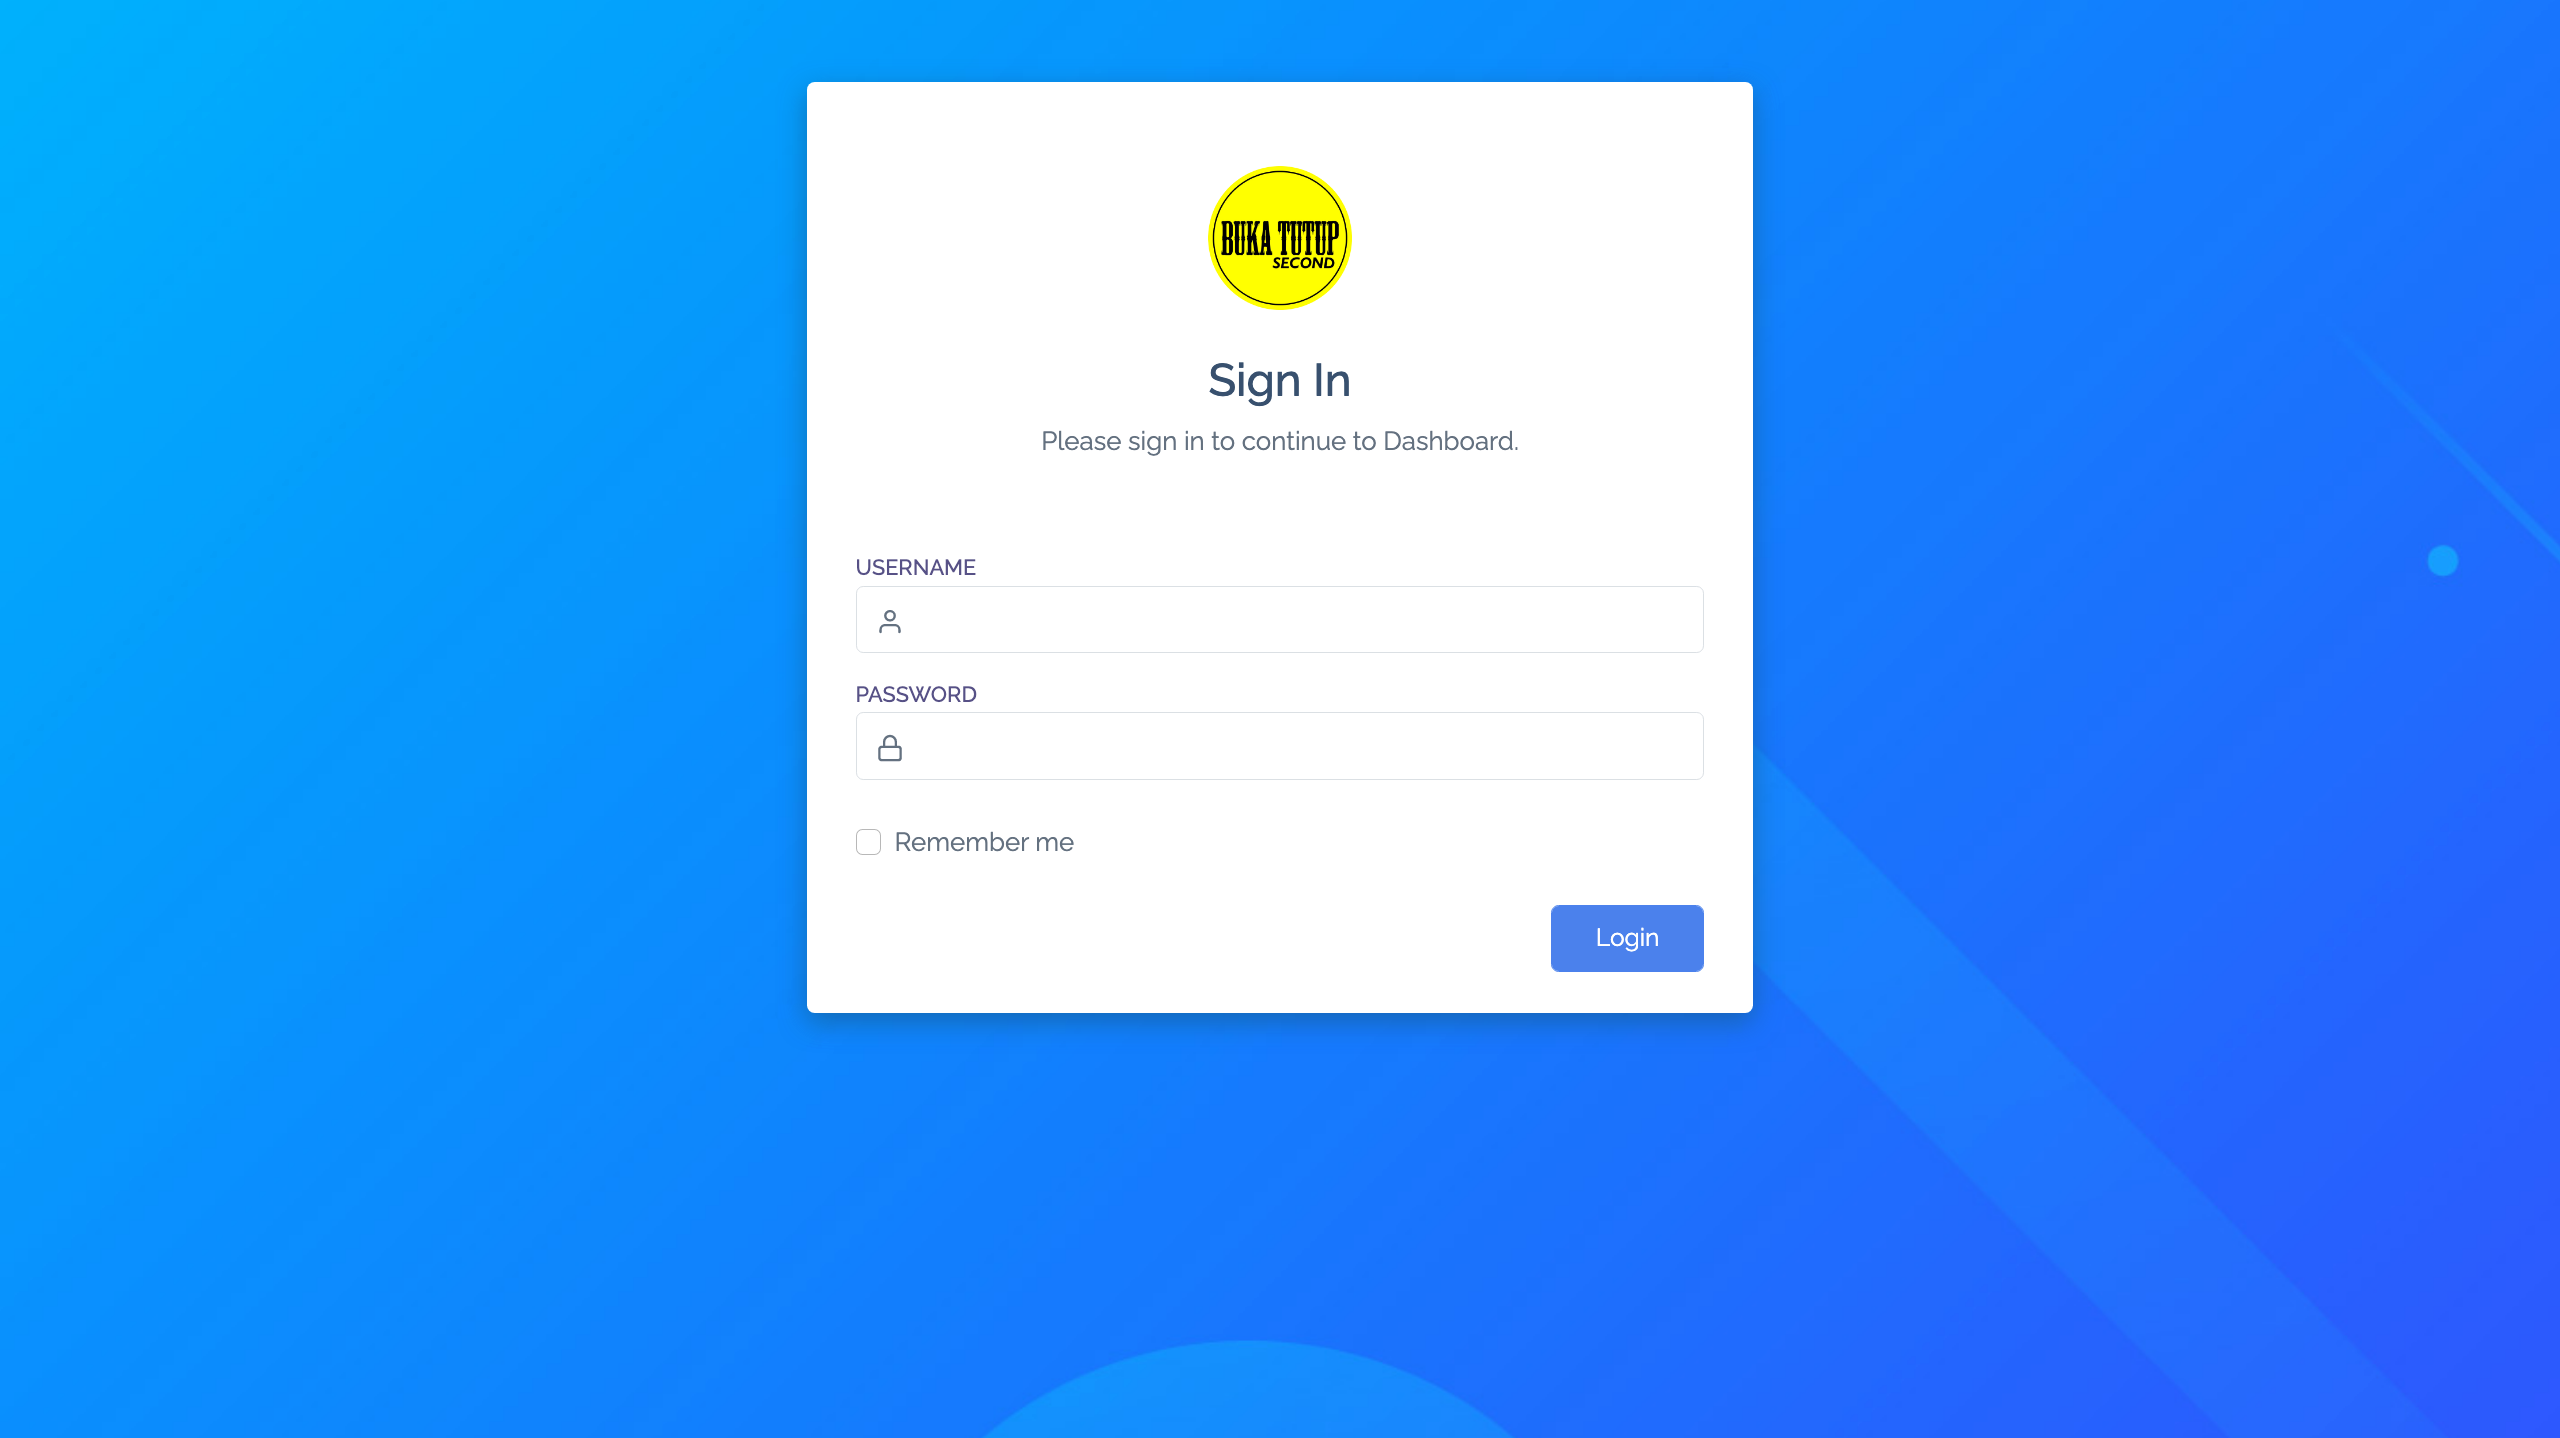 BUKA TUTUP
SECOND
Sign In
Please sign in to continue to Dashboard.
USERNAME
PASSWORD
Remember me
Login